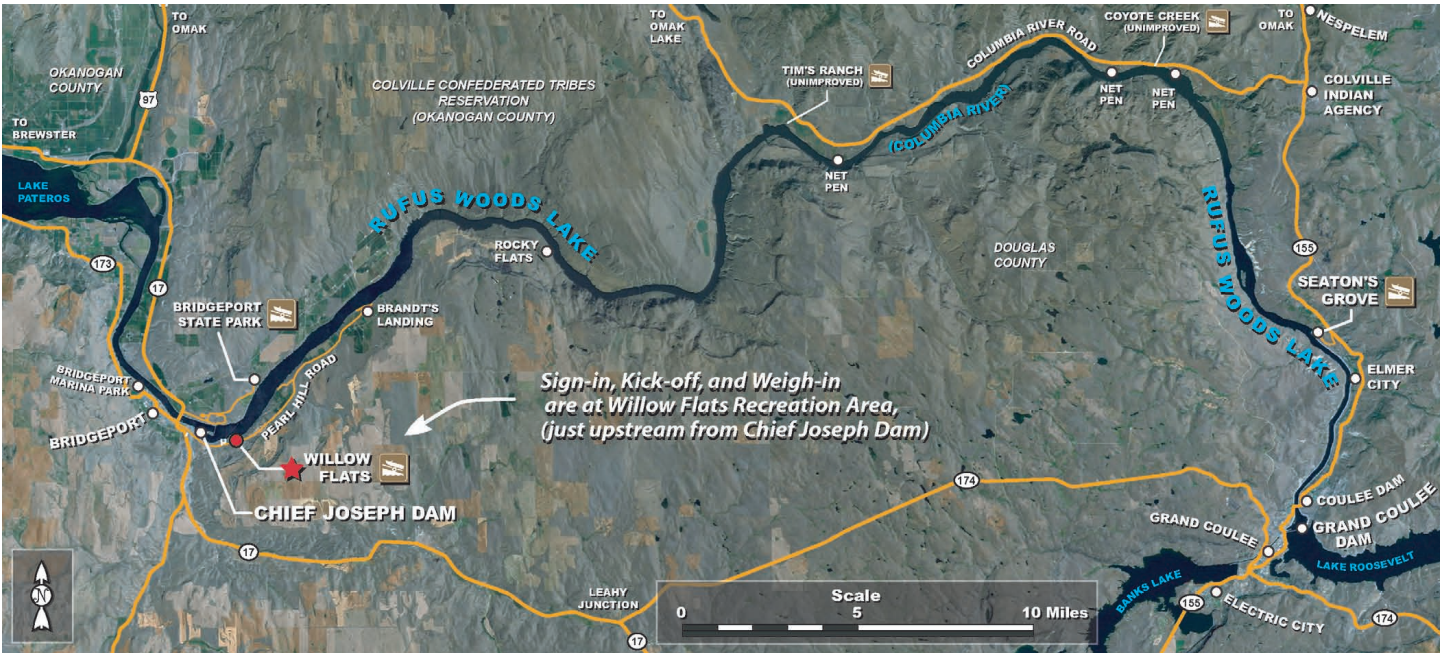 TO
OMAK
OKANOGAN
COUNTY
97
TO
BREWSTER
LAKE
PATEROS
173
17
COLVILLE CONFEDERATED TRIBES
RESERVATION
(OKANOGAN COUNTY)
TO
OMAK
LAKE
TIM'S RANCH
(UNIMPROVED)
COLUMBIA RIVER ROAD
COYOTE CREEK
(UNIMPROVED)
TO
OMAK
NESPELEM
COLVILLE
INDIAN
AGENCY
NET
PEN
NET
PEN
(COLUMBIA RIVER)
NET
PEN
RUFUS WOODS LAKE
ROCKY
FLATS
DOUGLAS
COUNTY
RUFUS WOODS LAKE
155
SEATON'S
GROVE
ELMER
CITY
BRIDGEPORT
STATE PARK
BRANDT'S
LANDING
PEARL HILL ROAD
BRIDGEPORT
MARINA PARK
BRIDGEPORT
WILLOW
FLATS
CHIEF JOSEPH DAM
Sign-in, Kick-off, and Weigh-in
are at Willow Flats Recreation Area,
(just upstream from Chief Joseph Dam)
174
COULEE DAM
GRAND COULEE
DAM
GRAND COULEE
LAKE ROOSEVELT
BANKS LAKE
155
ELECTRIC CITY
174
N
17
LEAHY
JUNCTION
17
Scale
0 5 10 Miles